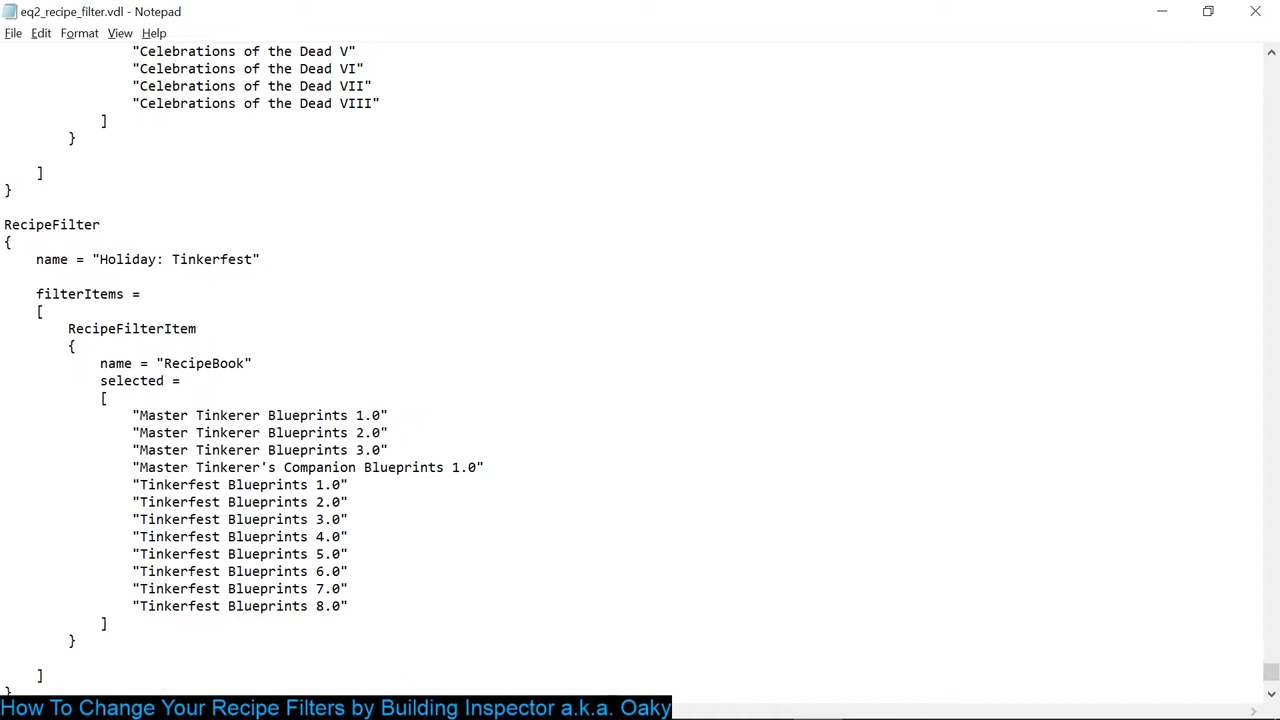 eq2_recipe_filter.vdl - Notepad
File Edit Format View Help
"Celebrations of the Dead V"
"Celebrations of the Dead VI"
"Celebrations of the Dead VII"
"Celebrations of the Dead VIII"
]
}
]
}
RecipeFilter
{
name = "Holiday: Tinkerfest"
filterItems =
[
RecipeFilterItem
{
name = "RecipeBook"
selected =
[
"Master Tinkerer Blueprints 1.0"
"Master Tinkerer Blueprints 2.0"
"Master Tinkerer Blueprints 3.0"
"Master Tinkerer's Companion Blueprints 1.0"
"Tinkerfest Blueprints 1.0"
"Tinkerfest Blueprints 2.0"
"Tinkerfest Blueprints 3.0"
"Tinkerfest Blueprints 4.0"
"Tinkerfest Blueprints 5.0"
"Tinkerfest Blueprints 6.0"
"Tinkerfest Blueprints 7.0"
"Tinkerfest Blueprints 8.0"
]
}
]
}
How To Change Your Recipe Filters by Building Inspector a.k.a. Oaky